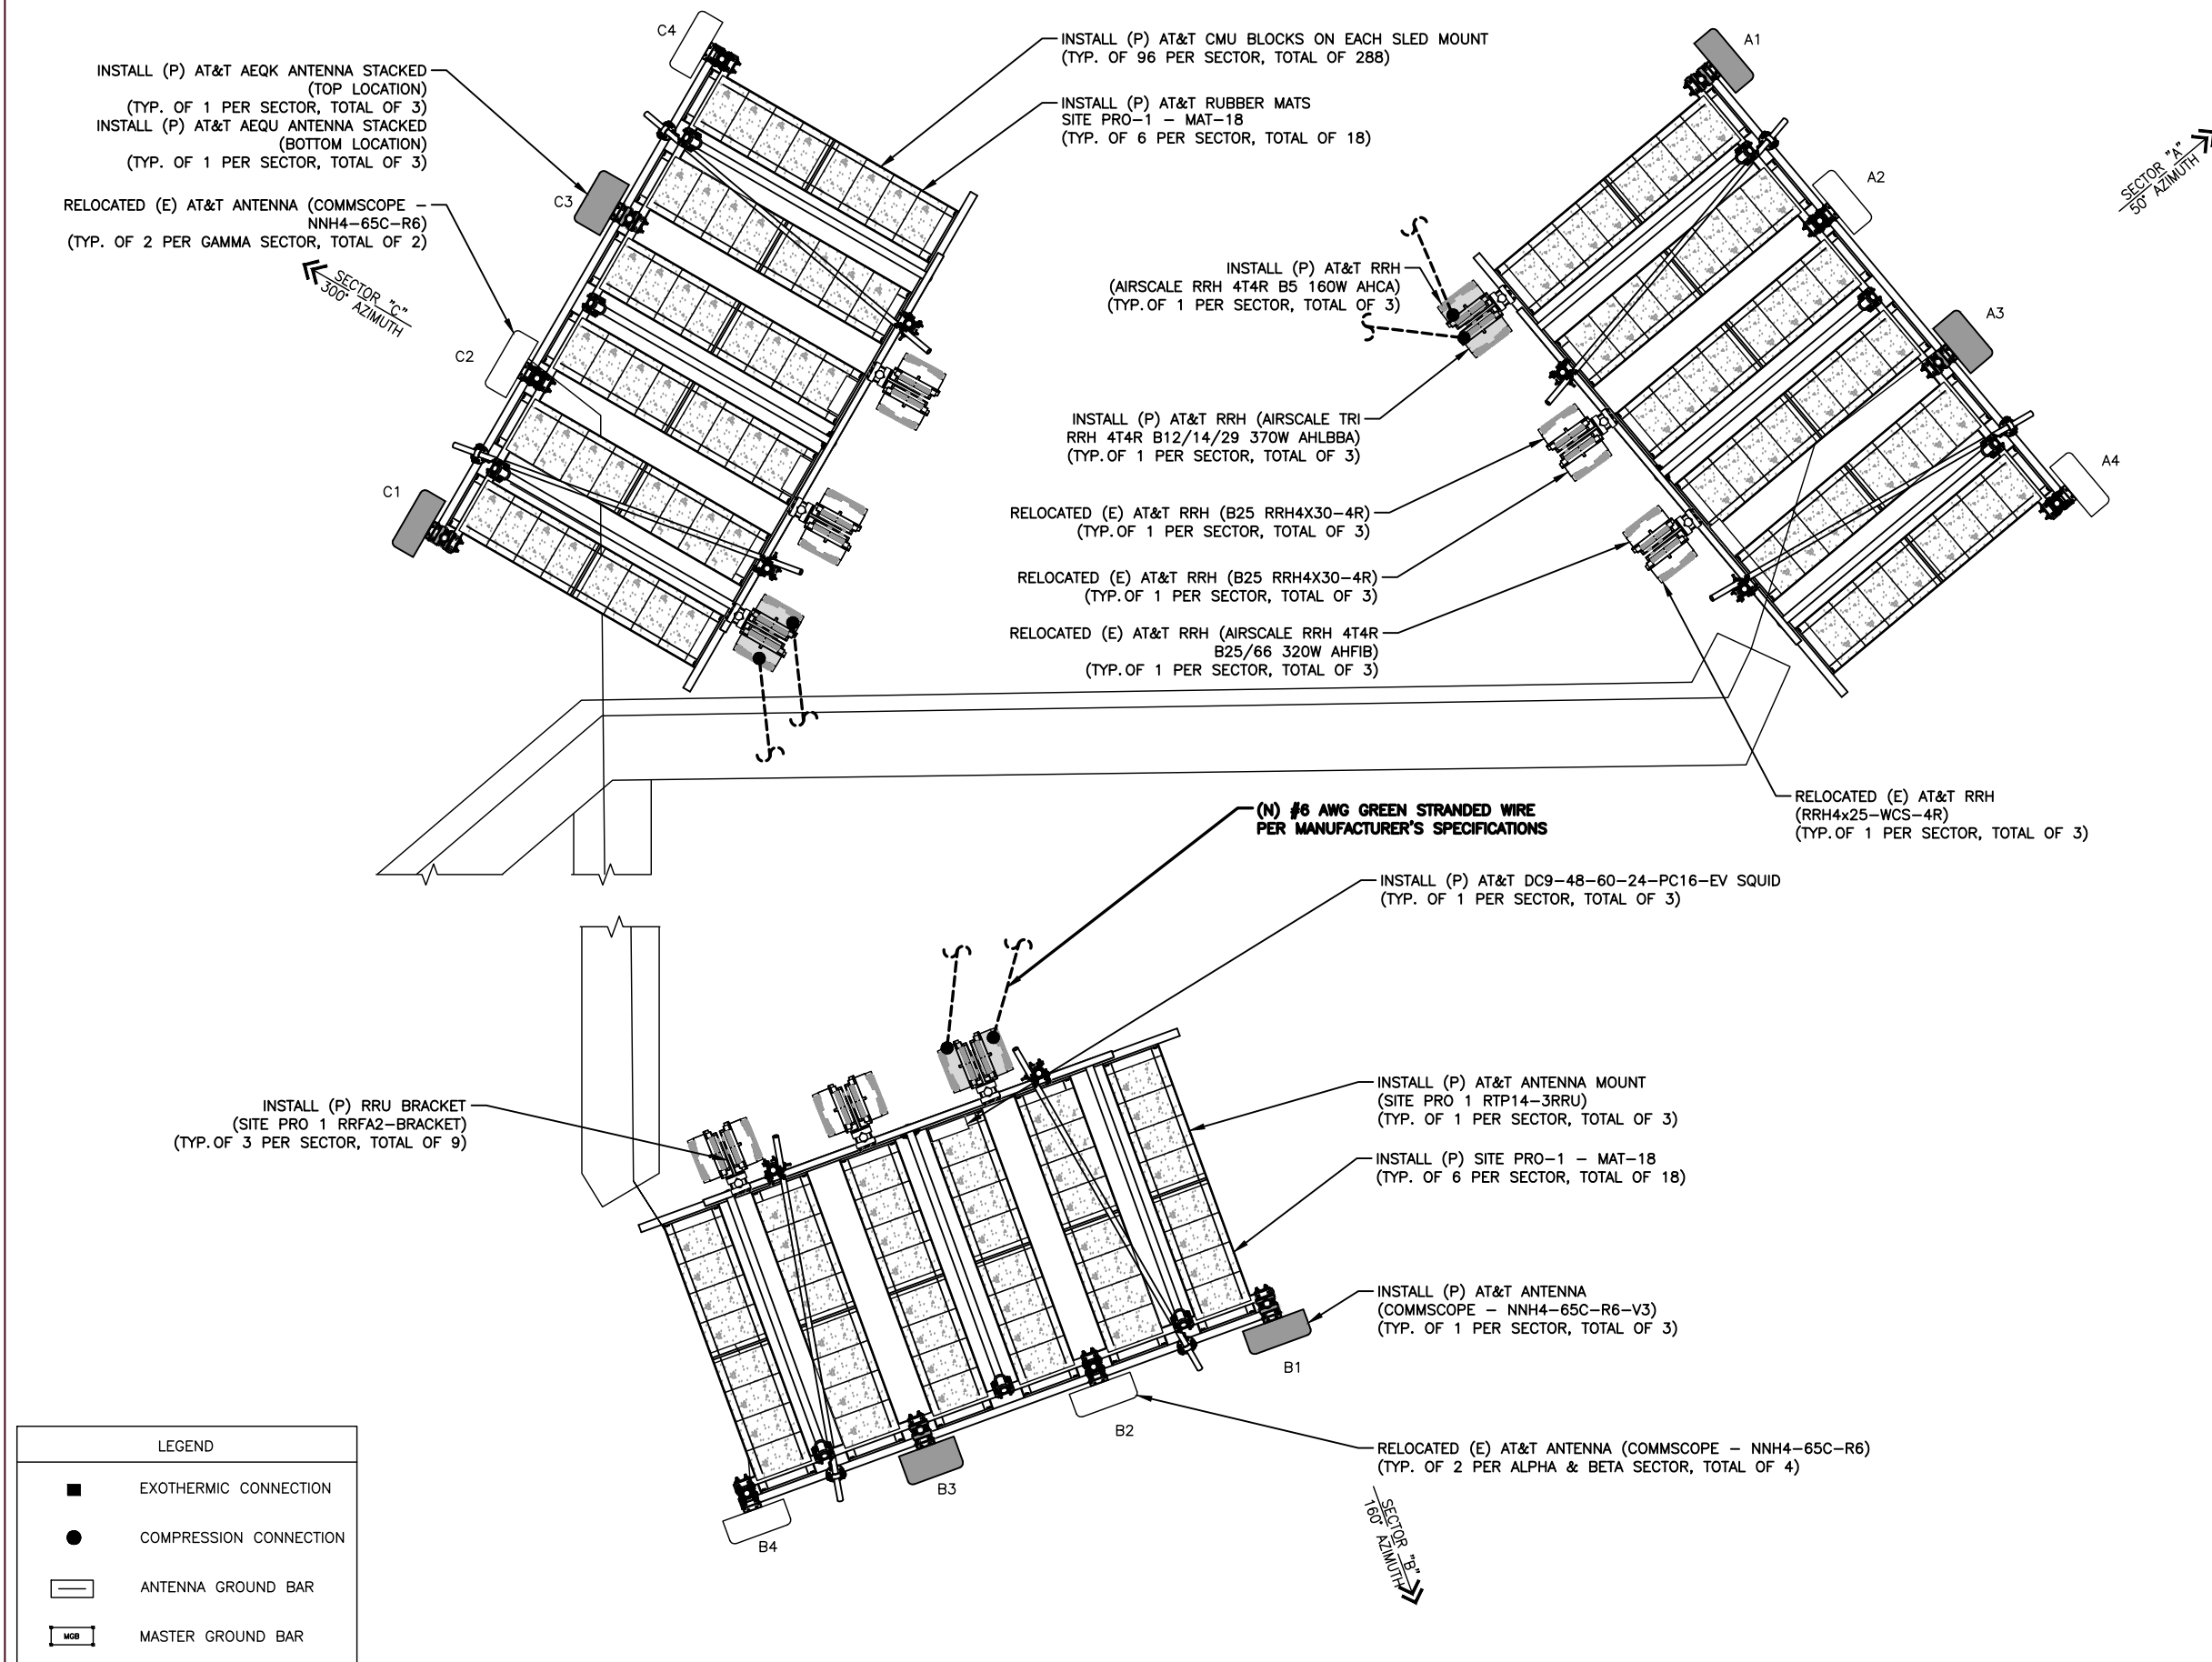 C4
INSTALL (P) AT&T AEQK ANTENNA STACKED
(TOP LOCATION)
(TYP. OF 1 PER SECTOR, TOTAL OF 3)
INSTALL (P) AT&T AEQU ANTENNA STACKED
(BOTTOM LOCATION)
(TYP. OF 1 PER SECTOR, TOTAL OF 3)
RELOCATED (E) AT&T ANTENNA (COMMSCOPE -
NNH4-65C-R6)
(TYP. OF 2 PER GAMMA SECTOR, TOTAL OF 2)
SECTOR "C"
300° AZIMUTH
C3
C2
C1
INSTALL (P) AT&T CMU BLOCKS ON EACH SLED MOUNT
(TYP. OF 96 PER SECTOR, TOTAL OF 288)
INSTALL (P) AT&T RUBBER MATS
SITE PRO-1 - MAT-18
(TYP. OF 6 PER SECTOR, TOTAL OF 18)
A1
A2
A3
A4
SECTOR "A"
50° AZIMUTH
INSTALL (P) AT&T RRH
(AIRSCALE RRH 4T4R B5 160W AHCA)
(TYP.OF 1 PER SECTOR, TOTAL OF 3)
INSTALL (P) AT&T RRH (AIRSCALE TRI
RRH 4T4R B12/14/29 370W AHLBBA)
(TYP.OF 1 PER SECTOR, TOTAL OF 3)
RELOCATED (E) AT&T RRH (B25 RRH4X30-4R)
(TYP.OF 1 PER SECTOR, TOTAL OF 3)
RELOCATED (E) AT&T RRH (B25 RRH4X30-4R)
(TYP.OF 1 PER SECTOR, TOTAL OF 3)
RELOCATED (E) AT&T RRH (AIRSCALE RRH 4T4R
B25/66 320W AHFIB)
(TYP.OF 1 PER SECTOR, TOTAL OF 3)
RELOCATED (E) AT&T RRH
(RRH4x25-WCS-4R)
(TYP.OF 1 PER SECTOR, TOTAL OF 3)
(N) #6 AWG GREEN STRANDED WIRE
PER MANUFACTURER'S SPECIFICATIONS
INSTALL (P) AT&T DC9-48-60-24-PC16-EV SQUID
(TYP. OF 1 PER SECTOR, TOTAL OF 3)
INSTALL (P) RRU BRACKET
(SITE PRO 1 RRFA2-BRACKET)
(TYP.OF 3 PER SECTOR, TOTAL OF 9)
INSTALL (P) AT&T ANTENNA MOUNT
(SITE PRO 1 RTP14-3RRU)
(TYP. OF 1 PER SECTOR, TOTAL OF 3)
INSTALL (P) SITE PRO-1 - MAT-18
(TYP. OF 6 PER SECTOR, TOTAL OF 18)
INSTALL (P) AT&T ANTENNA
(COMMSCOPE - NNH4-65C-R6-V3)
(TYP. OF 1 PER SECTOR, TOTAL OF 3)
B1
B2
B3
B4
RELOCATED (E) AT&T ANTENNA (COMMSCOPE - NNH4-65C-R6)
(TYP. OF 2 PER ALPHA & BETA SECTOR, TOTAL OF 4)
SECTOR "B"
160° AZIMUTH
LEGEND
EXOTHERMIC CONNECTION
COMPRESSION CONNECTION
ANTENNA GROUND BAR
MGB
MASTER GROUND BAR